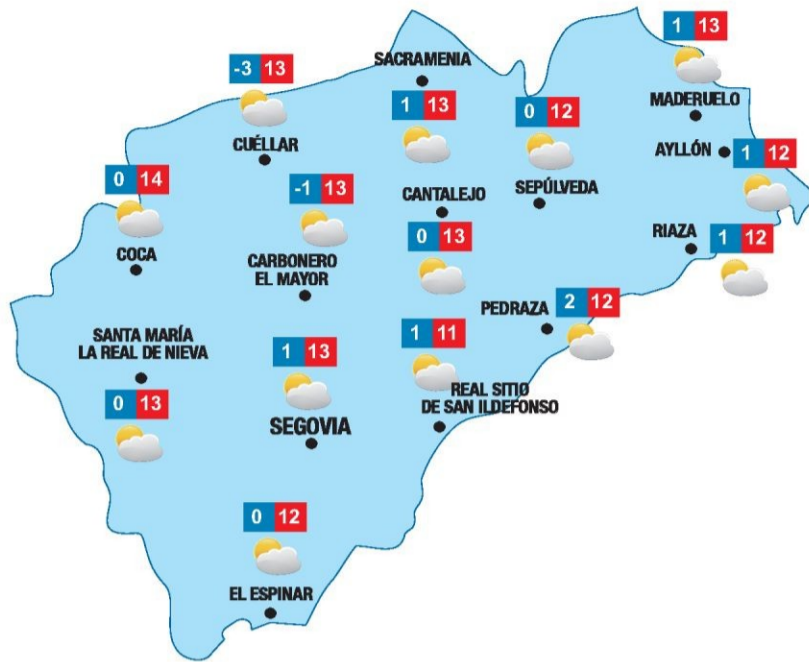 1 13
MADERUELO
SACRAMENIA
1 13
-3 13
CUÉLLAR
0 12
SEPÚLVEDA
AYLLÓN
1 12
0 14
COCA
-1 13
CARBONERO
EL MAYOR
CANTALEJO
0 13
RIAZA
1 12
PEDRAZA
2 12
SANTA MARÍA
LA REAL DE NIEVA
0 13
1 13
SEGOVIA
1 11
REAL SITIO
DE SAN ILDEFONSO
0 12
EL ESPINAR